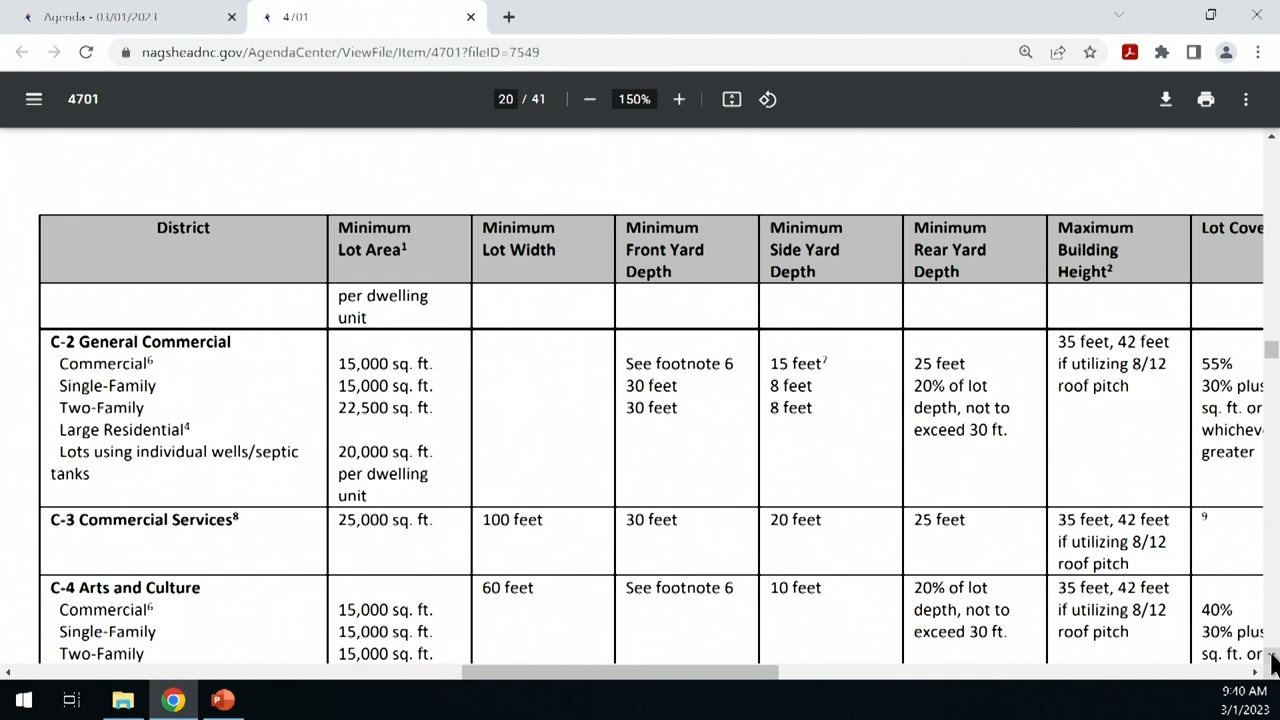 Agenda - 03/01/2023
4701
nagsheadnc.gov/AgendaCenter/ViewFile/Item/4701?fileID=7549
4701
20 / 41
150%
District
Minimum Lot Area¹
Minimum Lot Width
Minimum Front Yard Depth
Minimum Side Yard Depth
Minimum Rear Yard Depth
Maximum Building Height²
Lot Cove
per dwelling
unit
C-2 General Commercial
Commercial⁶
Single-Family
Two-Family
Large Residential⁴
Lots using individual wells/septic
tanks
15,000 sq. ft.
15,000 sq. ft.
22,500 sq. ft.
20,000 sq. ft.
per dwelling
unit
See footnote 6
30 feet
30 feet
15 feet⁷
8 feet
8 feet
25 feet
20% of lot
depth, not to
exceed 30 ft.
35 feet, 42 feet
if utilizing 8/12
roof pitch
55%
30% plus
sq. ft. or
whichev
greater
C-3 Commercial Services⁸
25,000 sq. ft.
100 feet
30 feet
20 feet
25 feet
35 feet, 42 feet
if utilizing 8/12
roof pitch
⁹
C-4 Arts and Culture
Commercial⁶
Single-Family
Two-Family
15,000 sq. ft.
15,000 sq. ft.
15,000 sq. ft.
60 feet
See footnote 6
10 feet
20% of lot
depth, not to
exceed 30 ft.
35 feet, 42 feet
if utilizing 8/12
roof pitch
40%
30% plus
sq. ft. or
9:40 AM
3/1/2023